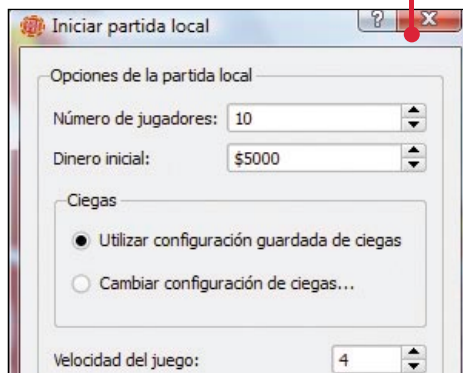 Iniciar partida local
Opciones de la partida local
Número de jugadores: 10
Dinero inicial: $5000
Ciegas
Utilizar configuración guardada de ciegas
Cambiar configuración de ciegas...
Velocidad del juego: 4